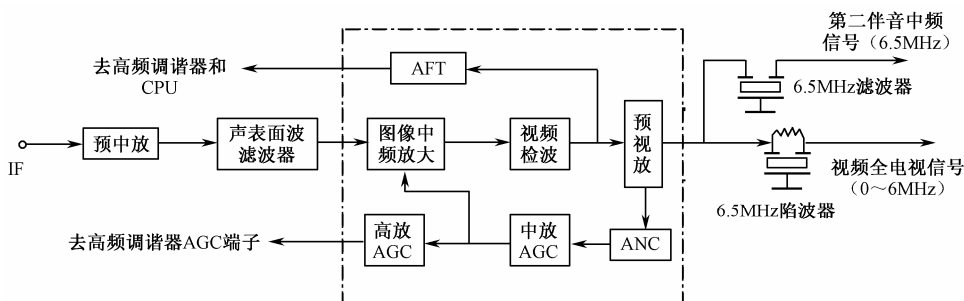 第二伴音中频
信号（6.5MHz）
去高频调谐器和
CPU
AFT
6.5MHz滤波器
IF
预中放
声表面波
滤波器
图像中
频放大
视频
检波
预
视
放
视频全电视信号
（0～6MHz）
6.5MHz陷波器
去高频调谐器AGC端子
高放
AGC
中放
AGC
ANC